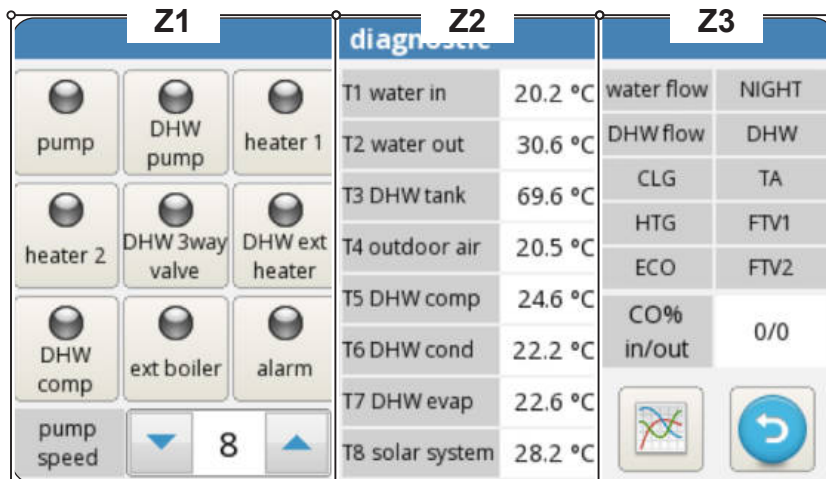 Z1
Z2
Z3
diagnostic
pump
DHW
pump
heater 1
heater 2
DHW 3way
valve
DHW ext
heater
DHW
comp
ext boiler
alarm
pump
speed
8
T1 water in 20.2 °C
T2 water out 30.6 °C
T3 DHW tank 69.6 °C
T4 outdoor air 20.5 °C
T5 DHW comp 24.6 °C
T6 DHW cond 22.2 °C
T7 DHW evap 22.6 °C
T8 solar system 28.2 °C
water flow NIGHT
DHW flow DHW
CLG TA
HTG FTV1
ECO FTV2
CO%
in/out
0/0